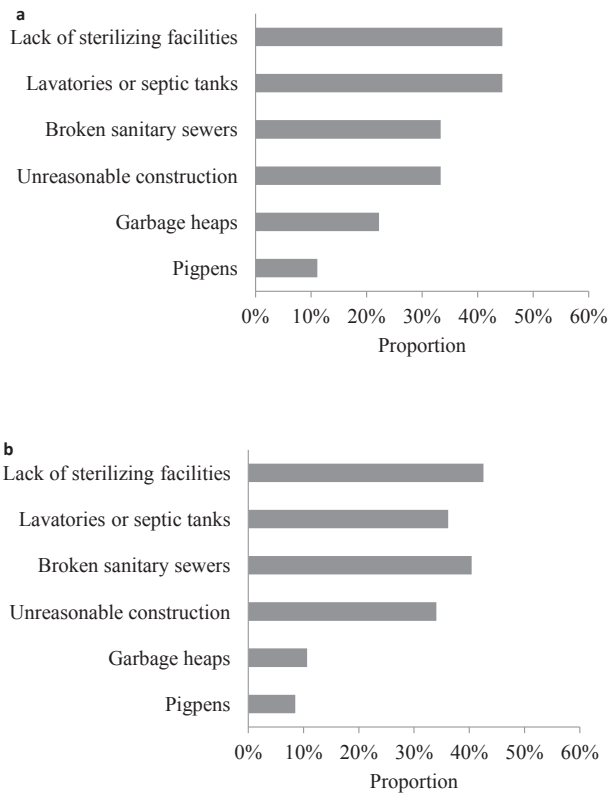 a
Lack of sterilizing facilities
Lavatories or septic tanks
Broken sanitary sewers
Unreasonable construction
Garbage heaps
Pigpens
0% 10% 20% 30% 40% 50% 60%
Proportion
b
Lack of sterilizing facilities
Lavatories or septic tanks
Broken sanitary sewers
Unreasonable construction
Garbage heaps
Pigpens
0% 10% 20% 30% 40% 50% 60%
Proportion